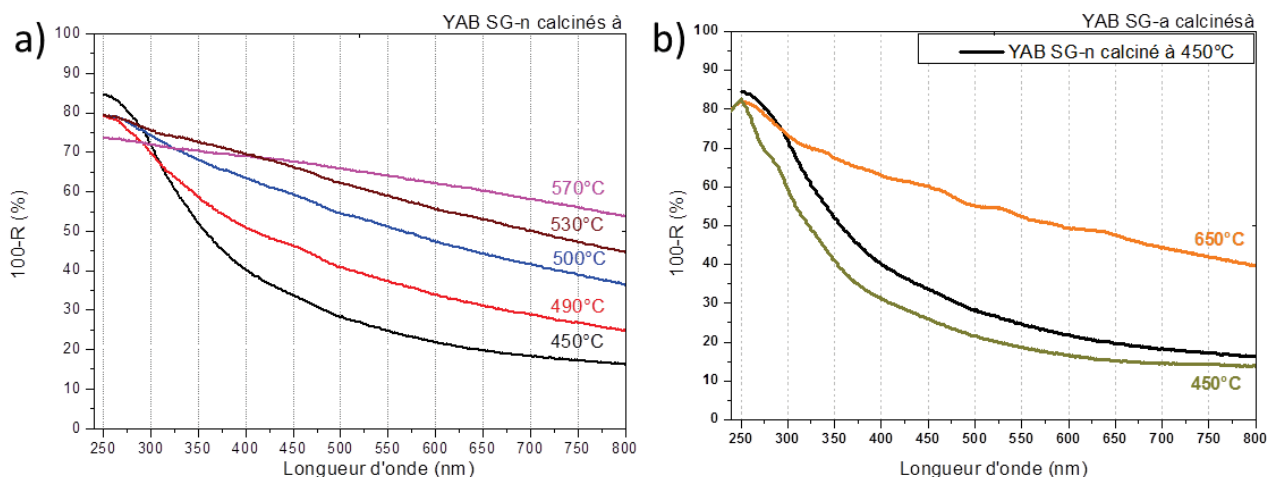 a)
YAB SG-n calcinés à
100
90
80
70
60
50
40
30
20
10
0
100-R (%)
570°C
530°C
500°C
490°C
450°C
250 300 350 400 450 500 550 600 650 700 750 800
Longueur d'onde (nm)
b)
YAB SG-a calcinésà
YAB SG-n calciné à 450°C
100
90
80
70
60
50
40
30
20
10
0
100-R (%)
650°C
450°C
250 300 350 400 450 500 550 600 650 700 750 800
Longueur d'onde (nm)